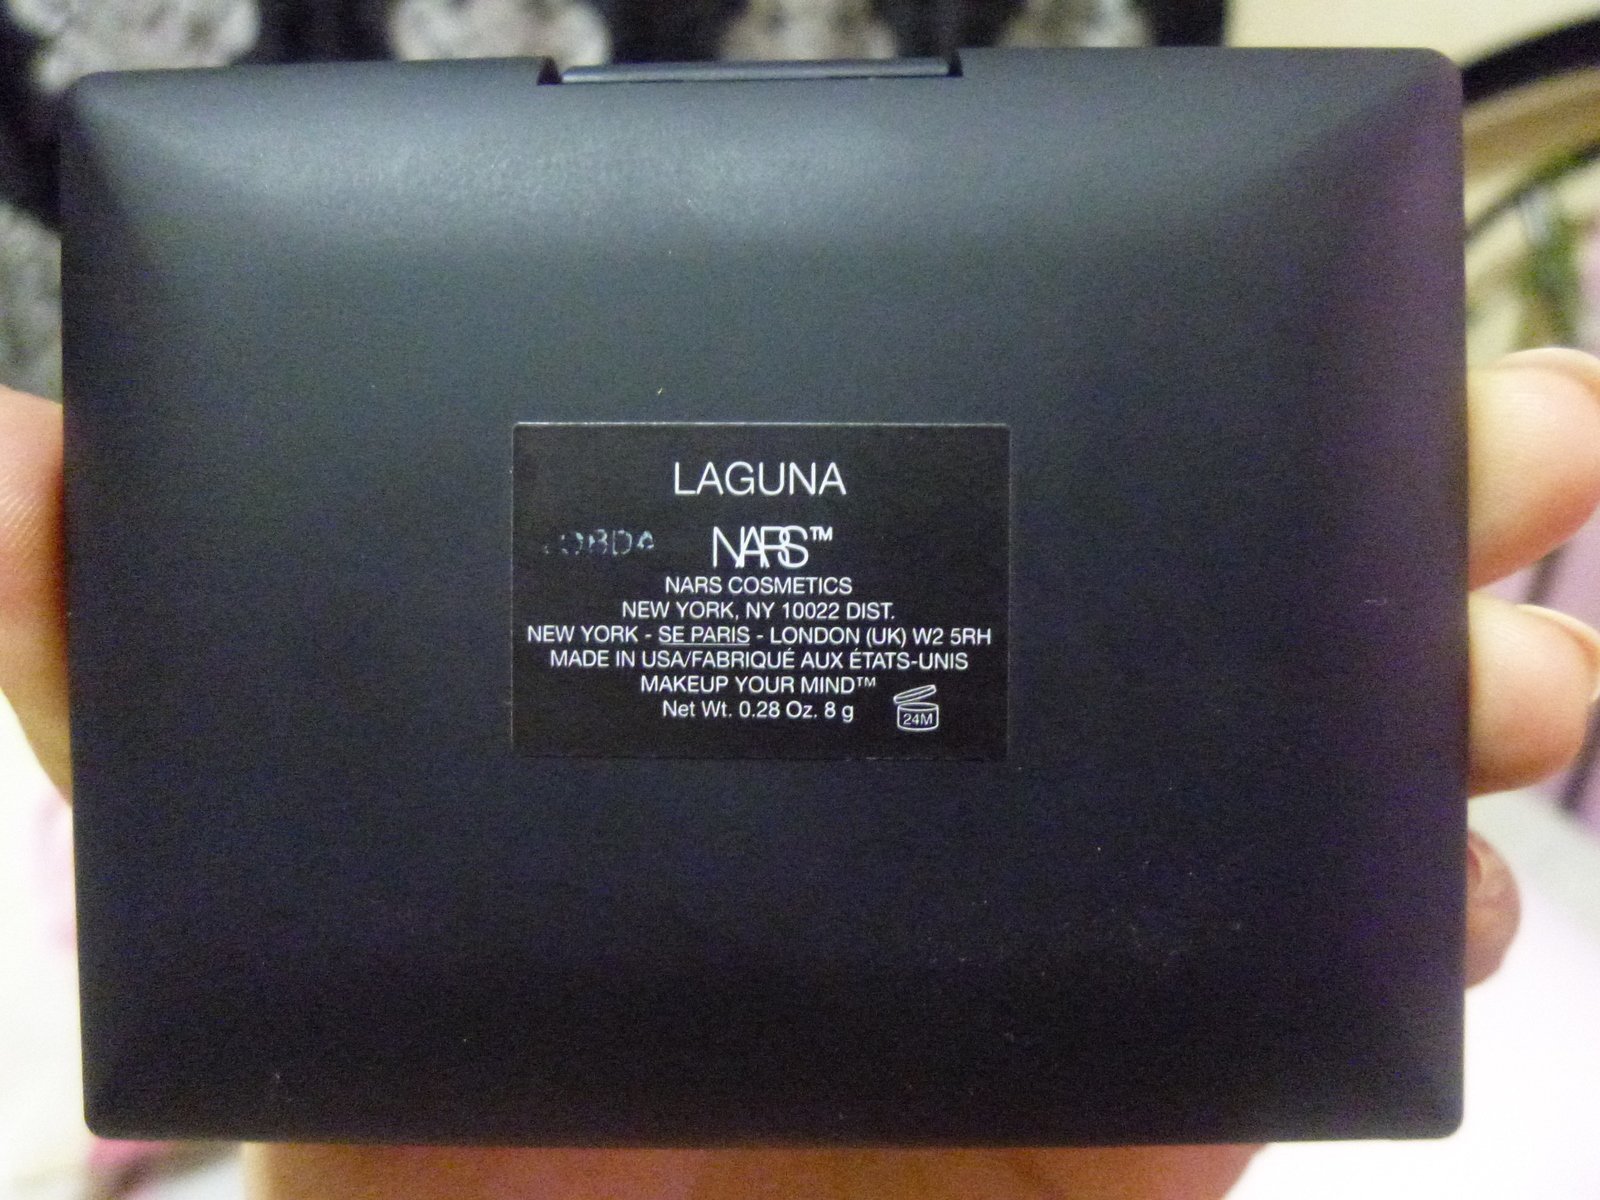 LAGUNA
NARS™
NARS COSMETICS
NEW YORK, NY 10022 DIST.
NEW YORK - SE PARIS - LONDON (UK) W2 5RH
MADE IN USA/FABRIQUÉ AUX ÉTATS-UNIS
MAKEUP YOUR MIND™
Net Wt. 0.28 Oz. 8 g
24M